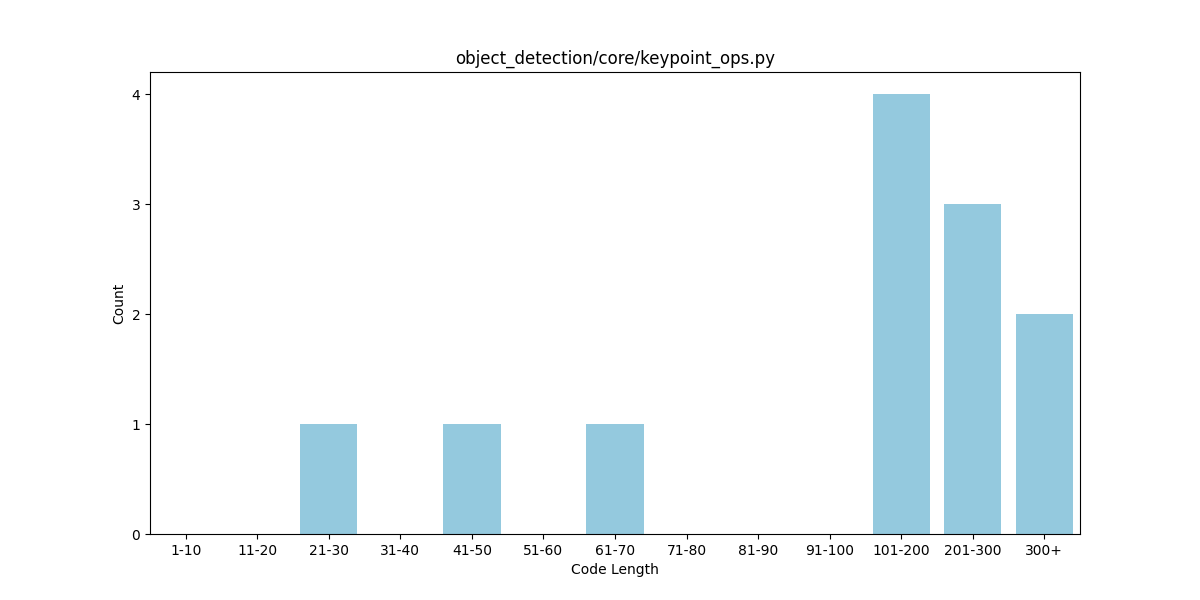 object_detection/core/keypoint_ops.py
4
3
2
1
0
Count
1-10 11-20 21-30 31-40 41-50 51-60 61-70 71-80 81-90 91-100 101-200 201-300 300+
Code Length